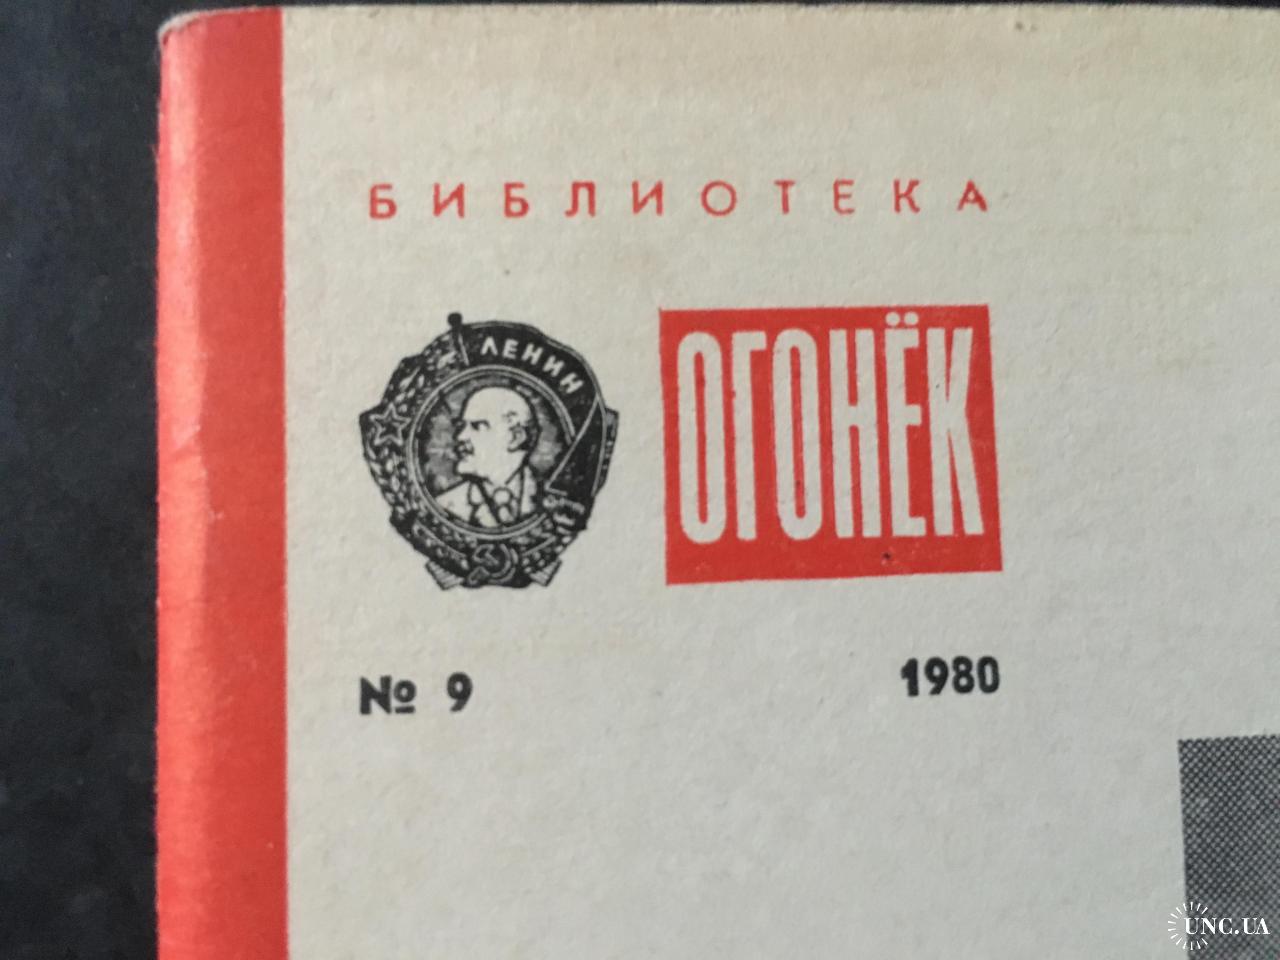 БИБЛИОТЕКА
ЛЕНИН
ОГОНЁК
№ 9
1980
UNC.UA